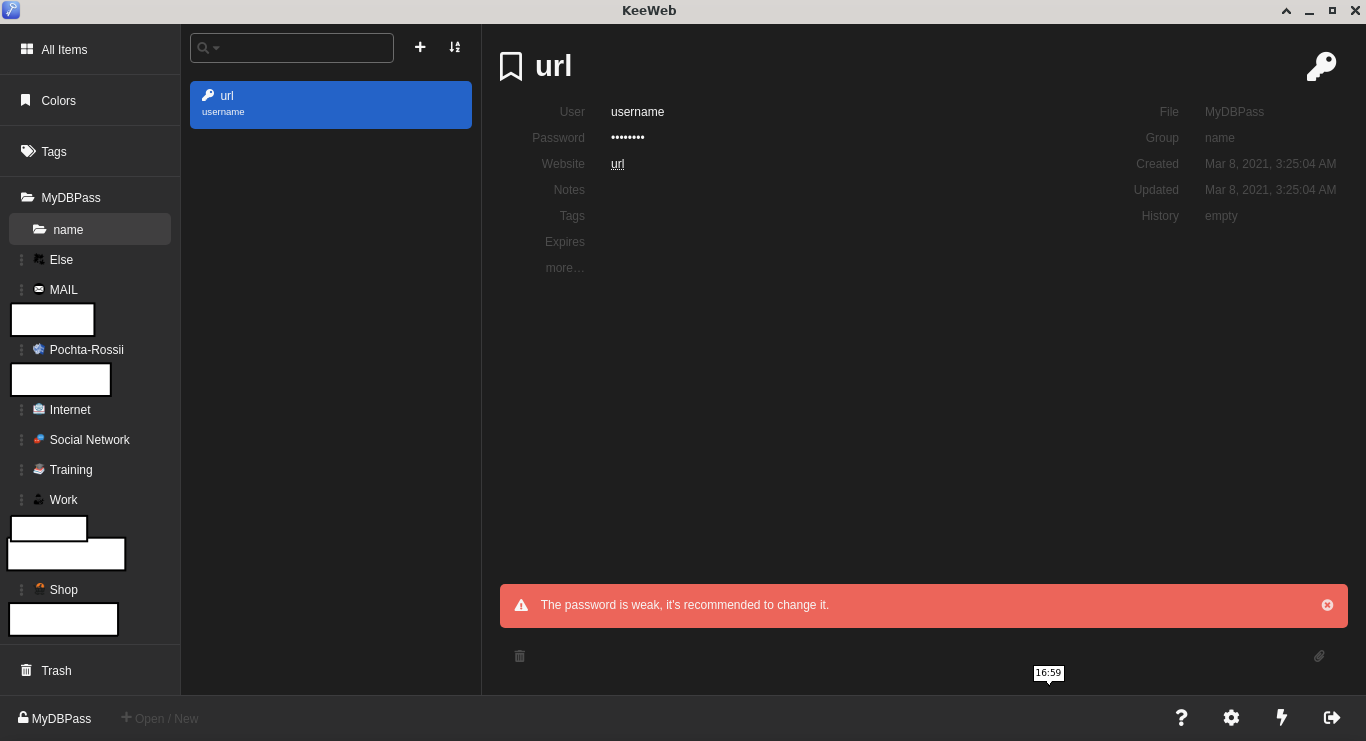 KeeWeb
All Items
Colors
Tags
MyDBPass
name
Else
MAIL
Pochta-Rossii
Internet
Social Network
Training
Work
Shop
Trash
url
username
url
User username
Password ••••••••
Website url
Notes
Tags
Expires
more…
File MyDBPass
Group name
Created Mar 8, 2021, 3:25:04 AM
Updated Mar 8, 2021, 3:25:04 AM
History empty
The password is weak, it's recommended to change it.
16:59
MyDBPass
Open / New